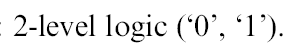 : 2-level logic (‘0’, ‘1’).